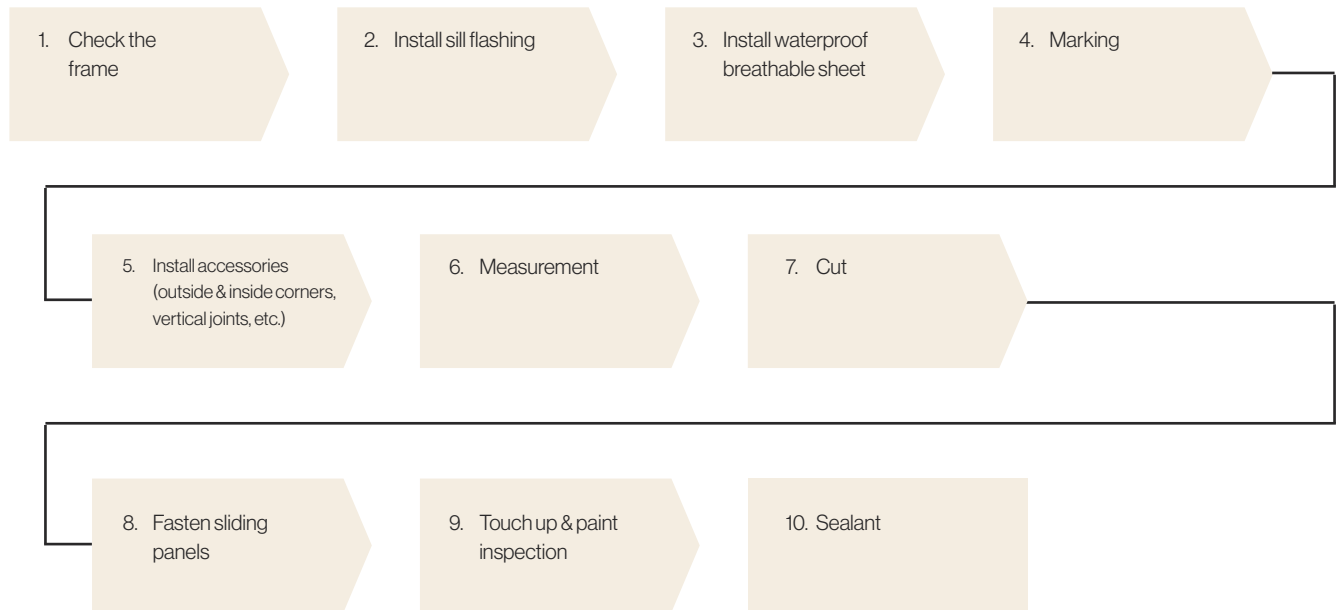 1. Check the
frame
2. Install sill flashing
3. Install waterproof
breathable sheet
4. Marking
5. Install accessories
(outside & inside corners,
vertical joints, etc.)
6. Measurement
7. Cut
8. Fasten sliding
panels
9. Touch up & paint
inspection
10. Sealant